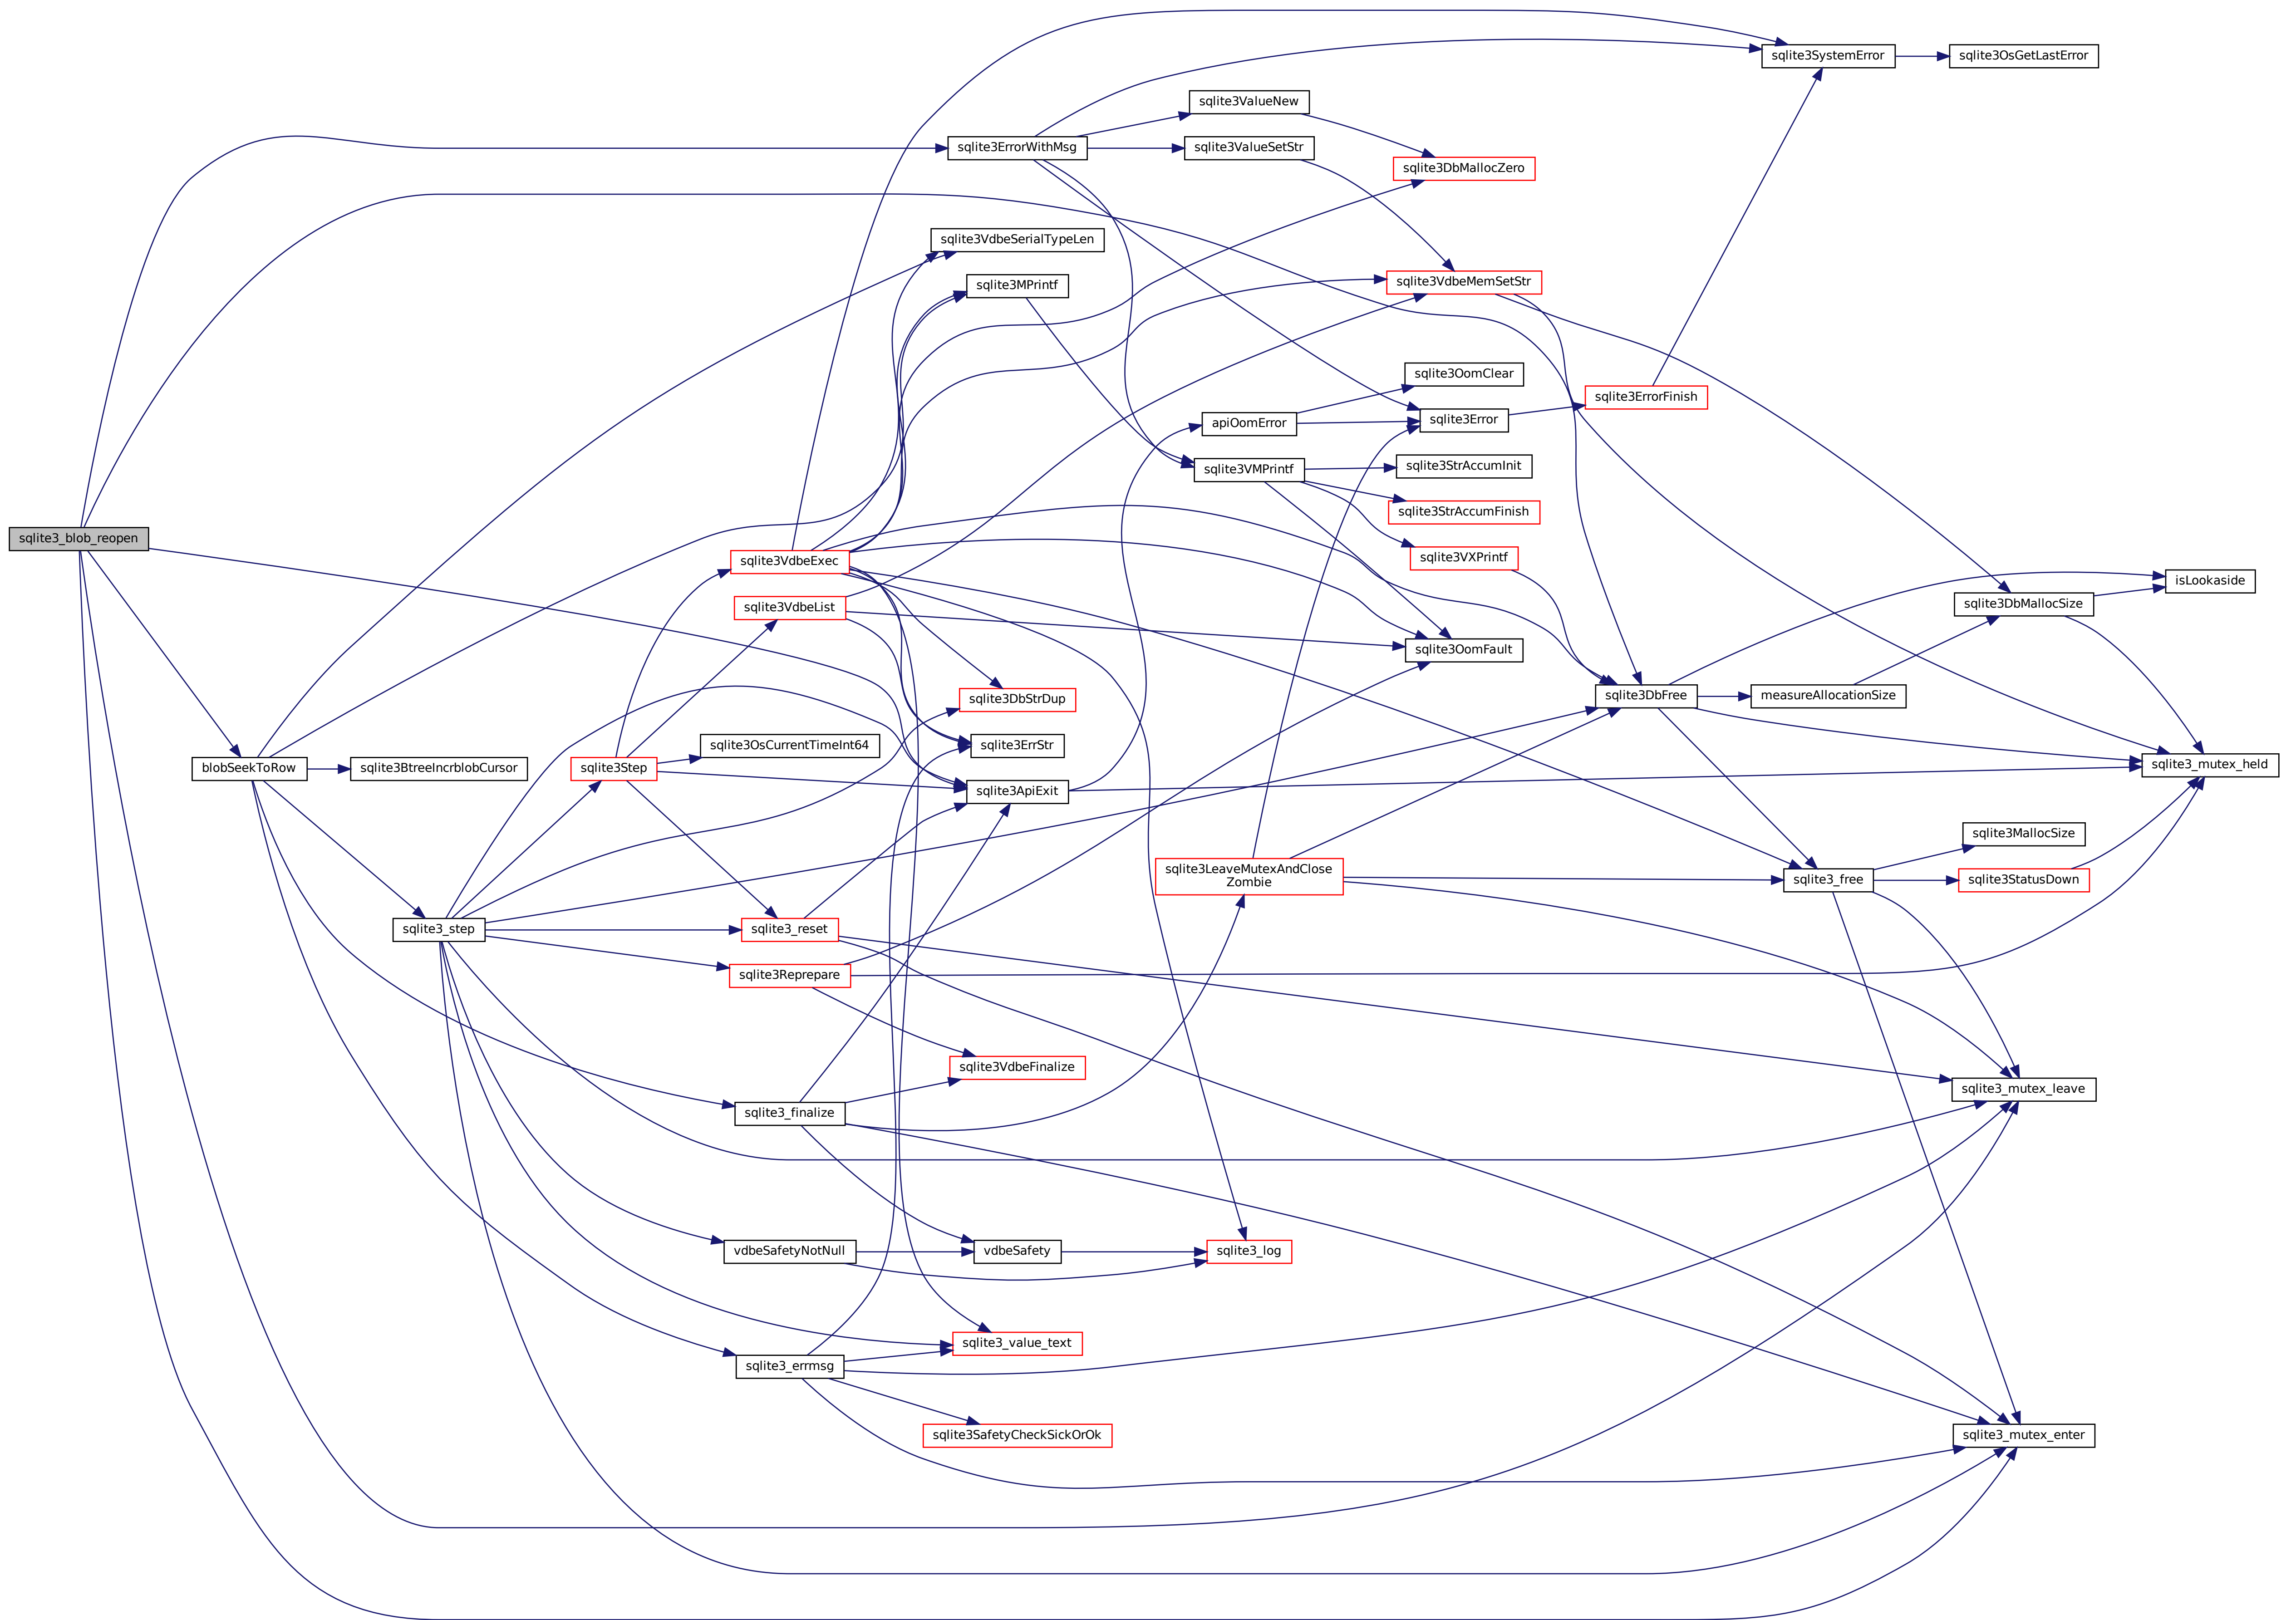 sqlite3_blob_reopen
blobSeekToRow
sqlite3BtreeIncrblobCursor
sqlite3_step
sqlite3Step
sqlite3OsCurrentTimeInt64
sqlite3VdbeExec
sqlite3VdbeList
sqlite3_reset
sqlite3Reprepare
sqlite3_finalize
vdbeSafetyNotNull
sqlite3_errmsg
sqlite3ErrorWithMsg
sqlite3VdbeSerialTypeLen
sqlite3MPrintf
sqlite3DbStrDup
sqlite3ErrStr
sqlite3ApiExit
sqlite3VdbeFinalize
vdbeSafety
sqlite3_value_text
sqlite3SafetyCheckSickOrOk
sqlite3ValueNew
sqlite3ValueSetStr
apiOomError
sqlite3VMPrintf
sqlite3LeaveMutexAndClose
Zombie
sqlite3_log
sqlite3DbMallocZero
sqlite3VdbeMemSetStr
sqlite3OomClear
sqlite3Error
sqlite3StrAccumInit
sqlite3StrAccumFinish
sqlite3VXPrintf
sqlite3OomFault
sqlite3ErrorFinish
sqlite3DbFree
sqlite3SystemError
sqlite3OsGetLastError
measureAllocationSize
sqlite3_free
sqlite3DbMallocSize
isLookaside
sqlite3_mutex_held
sqlite3MallocSize
sqlite3StatusDown
sqlite3_mutex_leave
sqlite3_mutex_enter